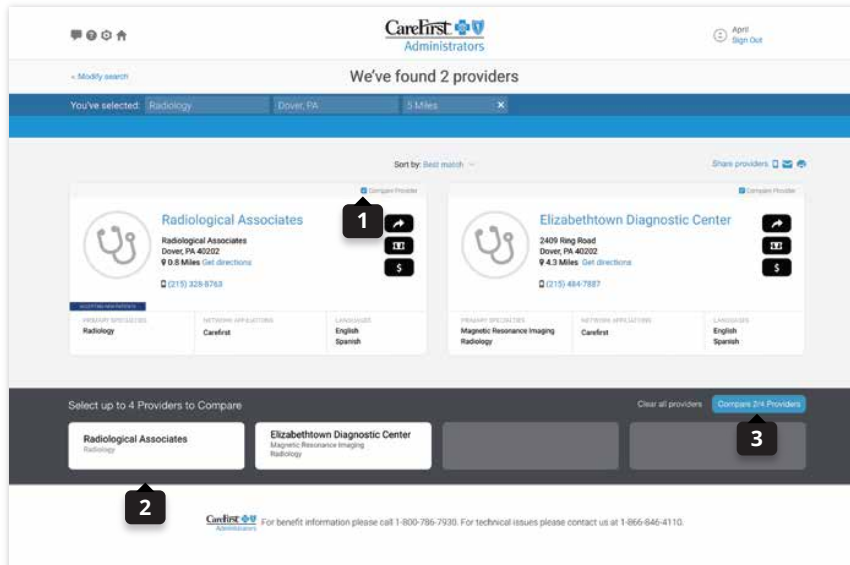 CareFirst
Administrators
April
Sign Out
« Modify search
We've found 2 providers
You've selected: Radiology Dover, PA 5 Miles ×
Sort by: Best match
Share providers
Compare Provider
1
Radiological Associates
Radiological Associates
Dover, PA 40202
0.8 Miles Get directions
(215) 328-8763
$
ACCEPTING NEW PATIENTS
PRIMARY SPECIALTIES
Radiology
NETWORK AFFILIATIONS
Carefirst
LANGUAGES
English
Spanish
Compare Provider
Elizabethtown Diagnostic Center
2409 Ring Road
Dover, PA 40202
4.3 Miles Get directions
(215) 484-7887
$
PRIMARY SPECIALTIES
Magnetic Resonance Imaging
Radiology
NETWORK AFFILIATIONS
Carefirst
LANGUAGES
English
Spanish
Select up to 4 Providers to Compare
Clear all providers
Compare 2/4 Providers
Radiological Associates
Radiology
Elizabethtown Diagnostic Center
Magnetic Resonance Imaging
Radiology
3
2
CareFirst
Administrators
For benefit information please call 1-800-786-7930. For technical issues please contact us at 1-866-846-4110.